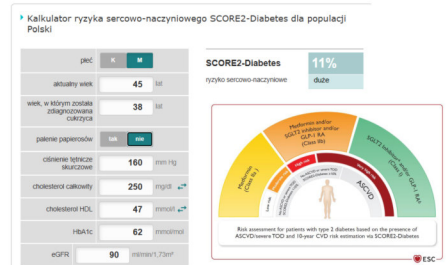 Kalkulator ryzyka sercowo-naczyniowego SCORE2-Diabetes dla populacji
Polski
płeć K M
aktualny wiek 45 lat
wiek, w którym została
zdiagnozowana
cukrzyca
38 lat
palenie papierosów tak nie
ciśnienie tętnicze
skurczowe
160 mm Hg
cholesterol całkowity 250 mg/dl
cholesterol HDL 47 mmol/l
HbA1c 62 mmol/mol
eGFR 90 ml/min/1,73m²
SCORE2-Diabetes 11%
ryzyko sercowo-naczyniowe duże
Metformin
(Class IIa)
Metformin and/or
SGLT2 inhibitor and/or
GLP-1 RA
(Class IIb)
SGLT2 inhibitor and/or
GLP-1 RA
(Class I)
High risk
Very high risk
ASCVD
Risk assessment for patients with type 2 diabetes based on the presence of
ASCVD/severe TOD and 10-year CVD risk estimation via SCORE2-Diabetes
ESC